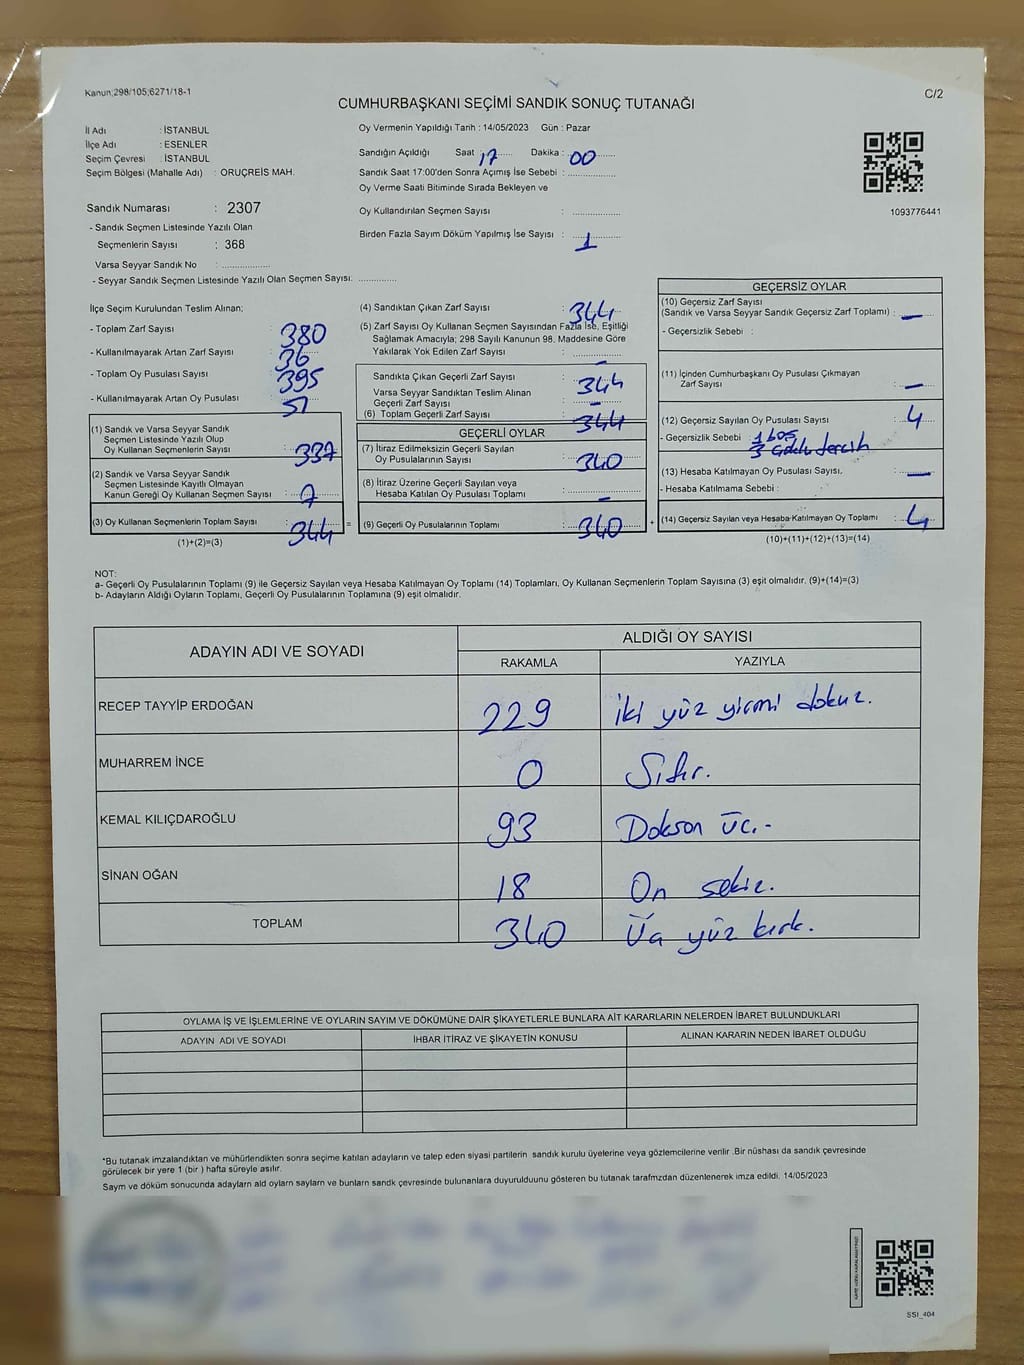 Kanun;298/105;6271/18-1
C/2
CUMHURBAŞKANI SEÇİMİ SANDIK SONUÇ TUTANAĞI
İl Adı : İSTANBUL
İlçe Adı : ESENLER
Seçim Çevresi : İSTANBUL
Seçim Bölgesi (Mahalle Adı) : ORUÇREİS MAH.
Sandık Numarası : 2307
- Sandık Seçmen Listesinde Yazılı Olan
Seçmenlerin Sayısı : 368
Varsa Seyyar Sandık No :
- Seyyar Sandık Seçmen Listesinde Yazılı Olan Seçmen Sayısı:
Oy Vermenin Yapıldığı Tarih : 14/05/2023 Gün : Pazar
Sandığın Açıldığı Saat : 17 Dakika : 00
Sandık Saat 17:00'den Sonra Açımış İse Sebebi :
Oy Verme Saati Bitiminde Sırada Bekleyen ve
Oy Kullandırılan Seçmen Sayısı :
Birden Fazla Sayım Döküm Yapılmış İse Sayısı : 1
1093776441
İlçe Seçim Kurulundan Teslim Alınan;
- Toplam Zarf Sayısı : 380
- Kullanılmayarak Artan Zarf Sayısı : 36
- Toplam Oy Pusulası Sayısı : 395
- Kullanılmayarak Artan Oy Pusulası : 51
(1) Sandık ve Varsa Seyyar Sandık
Seçmen Listesinde Yazılı Olup
Oy Kullanan Seçmenlerin Sayısı : 337
(2) Sandık ve Varsa Seyyar Sandık
Seçmen Listesinde Kayıtlı Olmayan
Kanun Gereği Oy Kullanan Seçmen Sayısı : 7
(3) Oy Kullanan Seçmenlerin Toplam Sayısı : 344 =
(1)+(2)=(3)
(4) Sandıktan Çıkan Zarf Sayısı : 344
(5) Zarf Sayısı Oy Kullanan Seçmen Sayısından Fazla İse, Eşitliği
Sağlamak Amacıyla; 298 Sayılı Kanunun 98. Maddesine Göre
Yakılarak Yok Edilen Zarf Sayısı : -
Sandıkta Çıkan Geçerli Zarf Sayısı : 344
Varsa Seyyar Sandıktan Teslim Alınan
Geçerli Zarf Sayısı : -
(6) Toplam Geçerli Zarf Sayısı : 344
GEÇERLİ OYLAR
(7) İtiraz Edilmeksizin Geçerli Sayılan
Oy Pusulalarının Sayısı : 340
(8) İtiraz Üzerine Geçerli Sayılan veya
Hesaba Katılan Oy Pusulası Toplamı : -
(9) Geçerli Oy Pusulalarının Toplamı : 340 +
GEÇERSİZ OYLAR
(10) Geçersiz Zarf Sayısı
(Sandık ve Varsa Seyyar Sandık Geçersiz Zarf Toplamı) : -
- Geçersizlik Sebebi :
(11) İçinden Cumhurbaşkanı Oy Pusulası Çıkmayan
Zarf Sayısı : -
(12) Geçersiz Sayılan Oy Pusulası Sayısı : 4
- Geçersizlik Sebebi : 1 boş
3 Çoklu tercih
(13) Hesaba Katılmayan Oy Pusulası Sayısı. : -
- Hesaba Katılmama Sebebi :
(14) Geçersiz Sayılan veya Hesaba Katılmayan Oy Toplamı : 4
(10)+(11)+(12)+(13)=(14)
NOT:
a- Geçerli Oy Pusulalarının Toplamı (9) ile Geçersiz Sayılan veya Hesaba Katılmayan Oy Toplamı (14) Toplamları, Oy Kullanan Seçmenlerin Toplam Sayısına (3) eşit olmalıdır. (9)+(14)=(3)
b- Adayların Aldığı Oyların Toplamı, Geçerli Oy Pusulalarının Toplamına (9) eşit olmalıdır.
ADAYIN ADI VE SOYADI ALDIĞI OY SAYISI
RAKAMLA YAZIYLA
RECEP TAYYİP ERDOĞAN 229 İki yüz yirmi dokuz.
MUHARREM İNCE 0 Sıfır.
KEMAL KILIÇDAROĞLU 93 Doksan üç.-
SİNAN OĞAN 18 On sekiz.
TOPLAM 340 Üç yüz kırk.
OYLAMA İŞ VE İŞLEMLERİNE VE OYLARIN SAYIM VE DÖKÜMÜNE DAİR ŞİKAYETLERLE BUNLARA AİT KARARLARIN NELERDEN İBARET BULUNDUKLARI
ADAYIN ADI VE SOYADI İHBAR İTİRAZ VE ŞİKAYETİN KONUSU ALINAN KARARIN NEDEN İBARET OLDUĞU
*Bu tutanak imzalandıktan ve mühürlendikten sonra seçime katılan adayların ve talep eden siyasi partilerin sandık kurulu üyelerine veya gözlemcilerine verilir .Bir nüshası da sandık çevresinde
görülecek bir yere 1 (bir ) hafta süreyle asılır.
Sayım ve döküm sonucunda adayların ald oyların sayları ve bunların sandk çevresinde bulunanlara duyurulduunu gösteren bu tutanak tarafmzdan düzenlenerek imza edildi. 14/05/2023
SSI_404